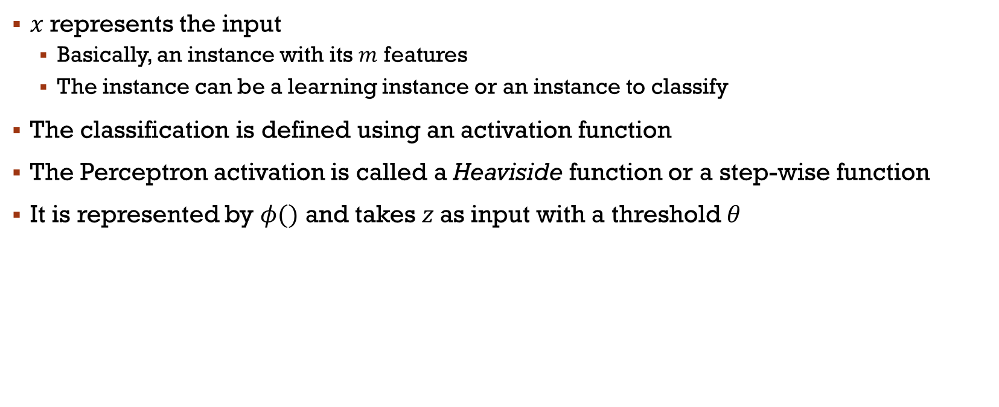 ▪ 𝑥 represents the input
▪ Basically, an instance with its 𝑚 features
▪ The instance can be a learning instance or an instance to classify
▪ The classification is defined using an activation function
▪ The Perceptron activation is called a Heaviside function or a step-wise function
▪ It is represented by 𝜙() and takes 𝑧 as input with a threshold 𝜃